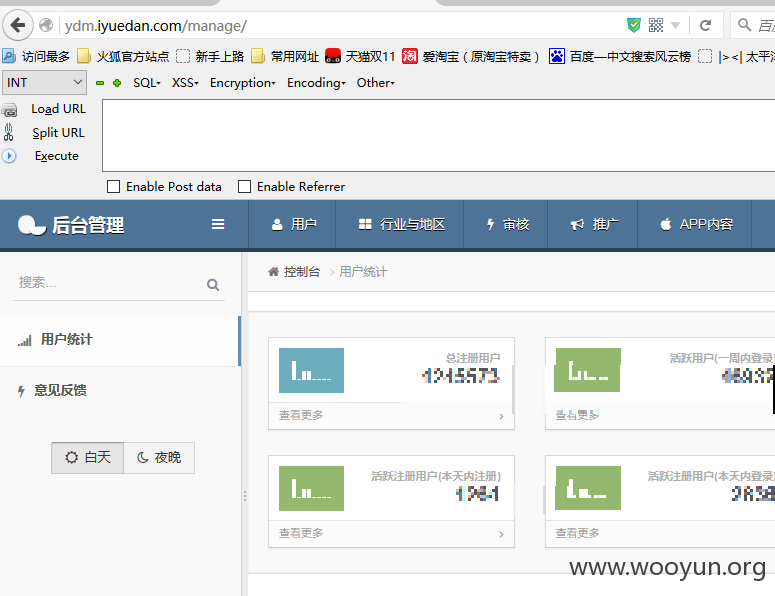 ydm.iyuedan.com/manage/
访问最多 火狐官方站点 新手上路 常用网址 天猫双11 爱淘宝（原淘宝特卖） 百度—中文搜索风云榜 |><| 太平
INT SQL XSS Encryption Encoding Other
Load URL
Split URL
Execute
Enable Post data Enable Referrer
后台管理 用户 行业与地区 审核 推广 APP内容
搜索... 控制台 用户统计
用户统计
意见反馈
白天 夜晚
总注册用户 活跃用户(一周内登录)
查看更多 查看更多
活跃注册用户(本天内注册) 活跃注册用户(本天内登录)
查看更多 查看更多
www.wooyun.org